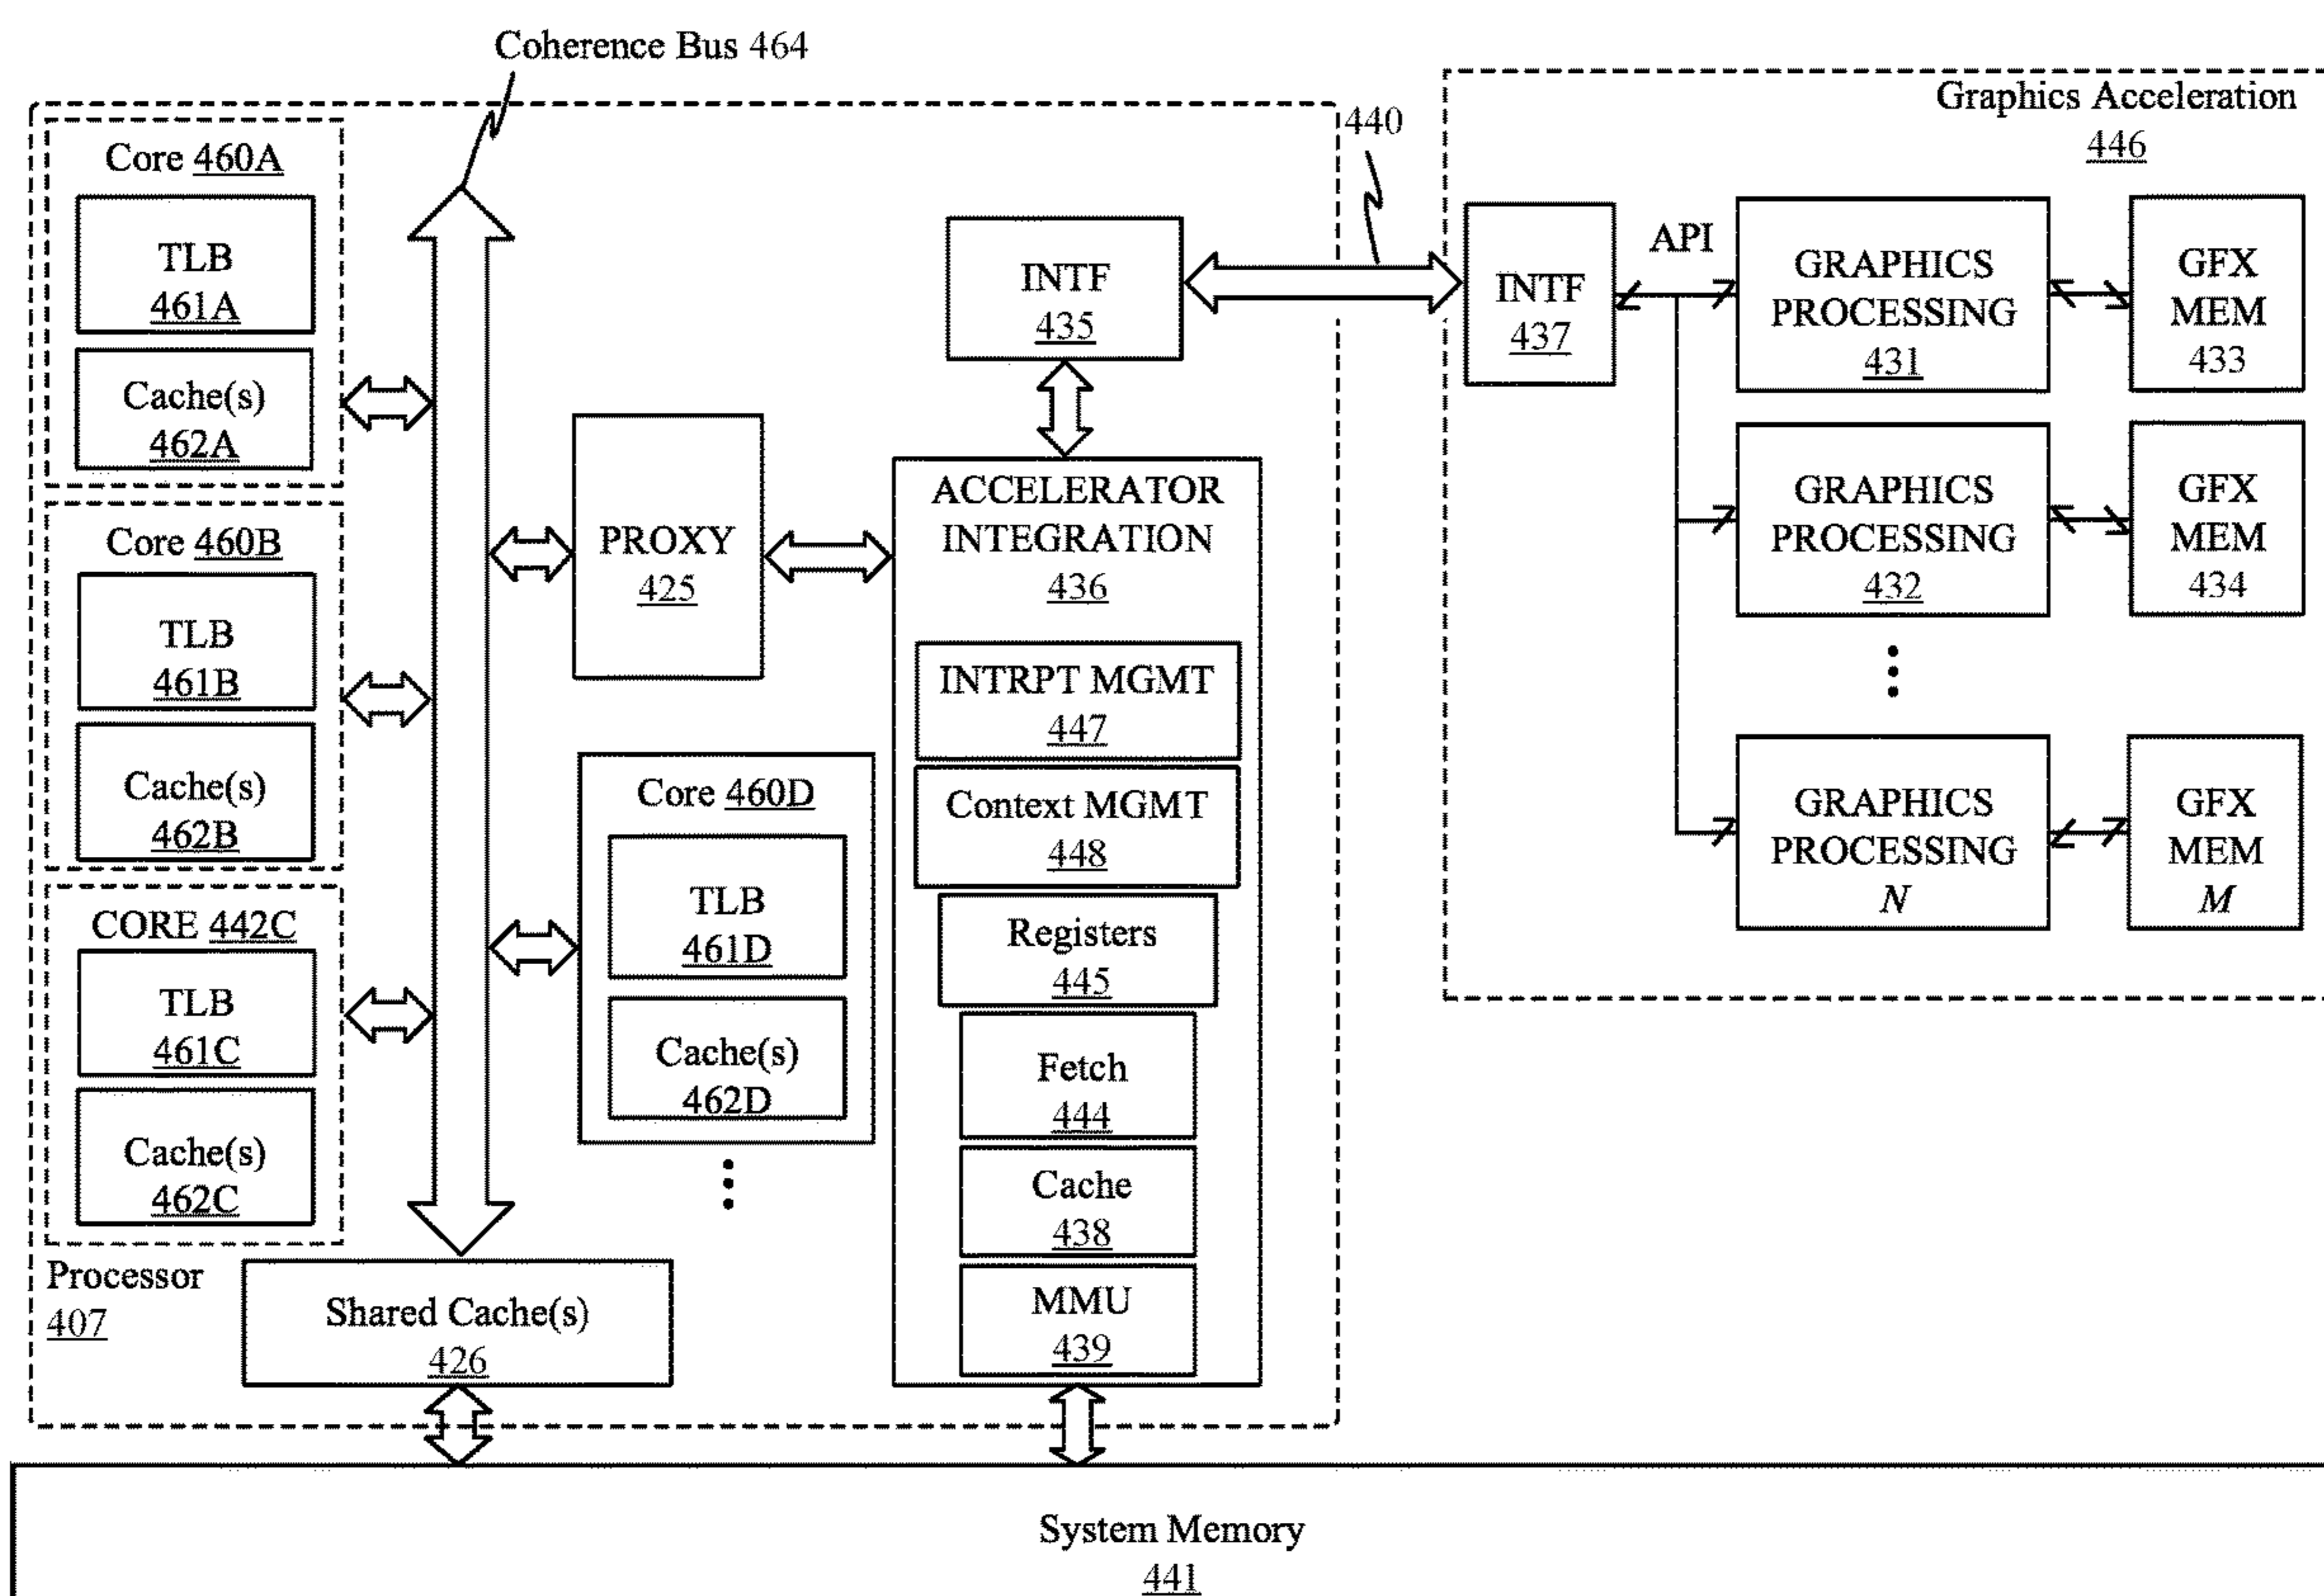 Coherence Bus 464
Core 460A
TLB
461A
Cache(s)
462A
Core 460B
TLB
461B
Cache(s)
462B
CORE 442C
TLB
461C
Cache(s)
462C
Processor
407
Shared Cache(s)
426
PROXY
425
Core 460D
TLB
461D
Cache(s)
462D
INTF
435
ACCELERATOR
INTEGRATION
436
INTRPT MGMT
447
Context MGMT
448
Registers
445
Fetch
444
Cache
438
MMU
439
440
Graphics Acceleration
446
INTF
437
API
GRAPHICS
PROCESSING
431
GFX
MEM
433
GRAPHICS
PROCESSING
432
GFX
MEM
434
GRAPHICS
PROCESSING
N
GFX
MEM
M
System Memory
441